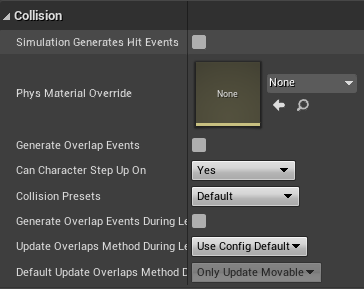 Collision
Simulation Generates Hit Events
Phys Material Override
None
None
Generate Overlap Events
Can Character Step Up On
Yes
Collision Presets
Default
Generate Overlap Events During Le
Update Overlaps Method During Le
Use Config Default
Default Update Overlaps Method D
Only Update Movable